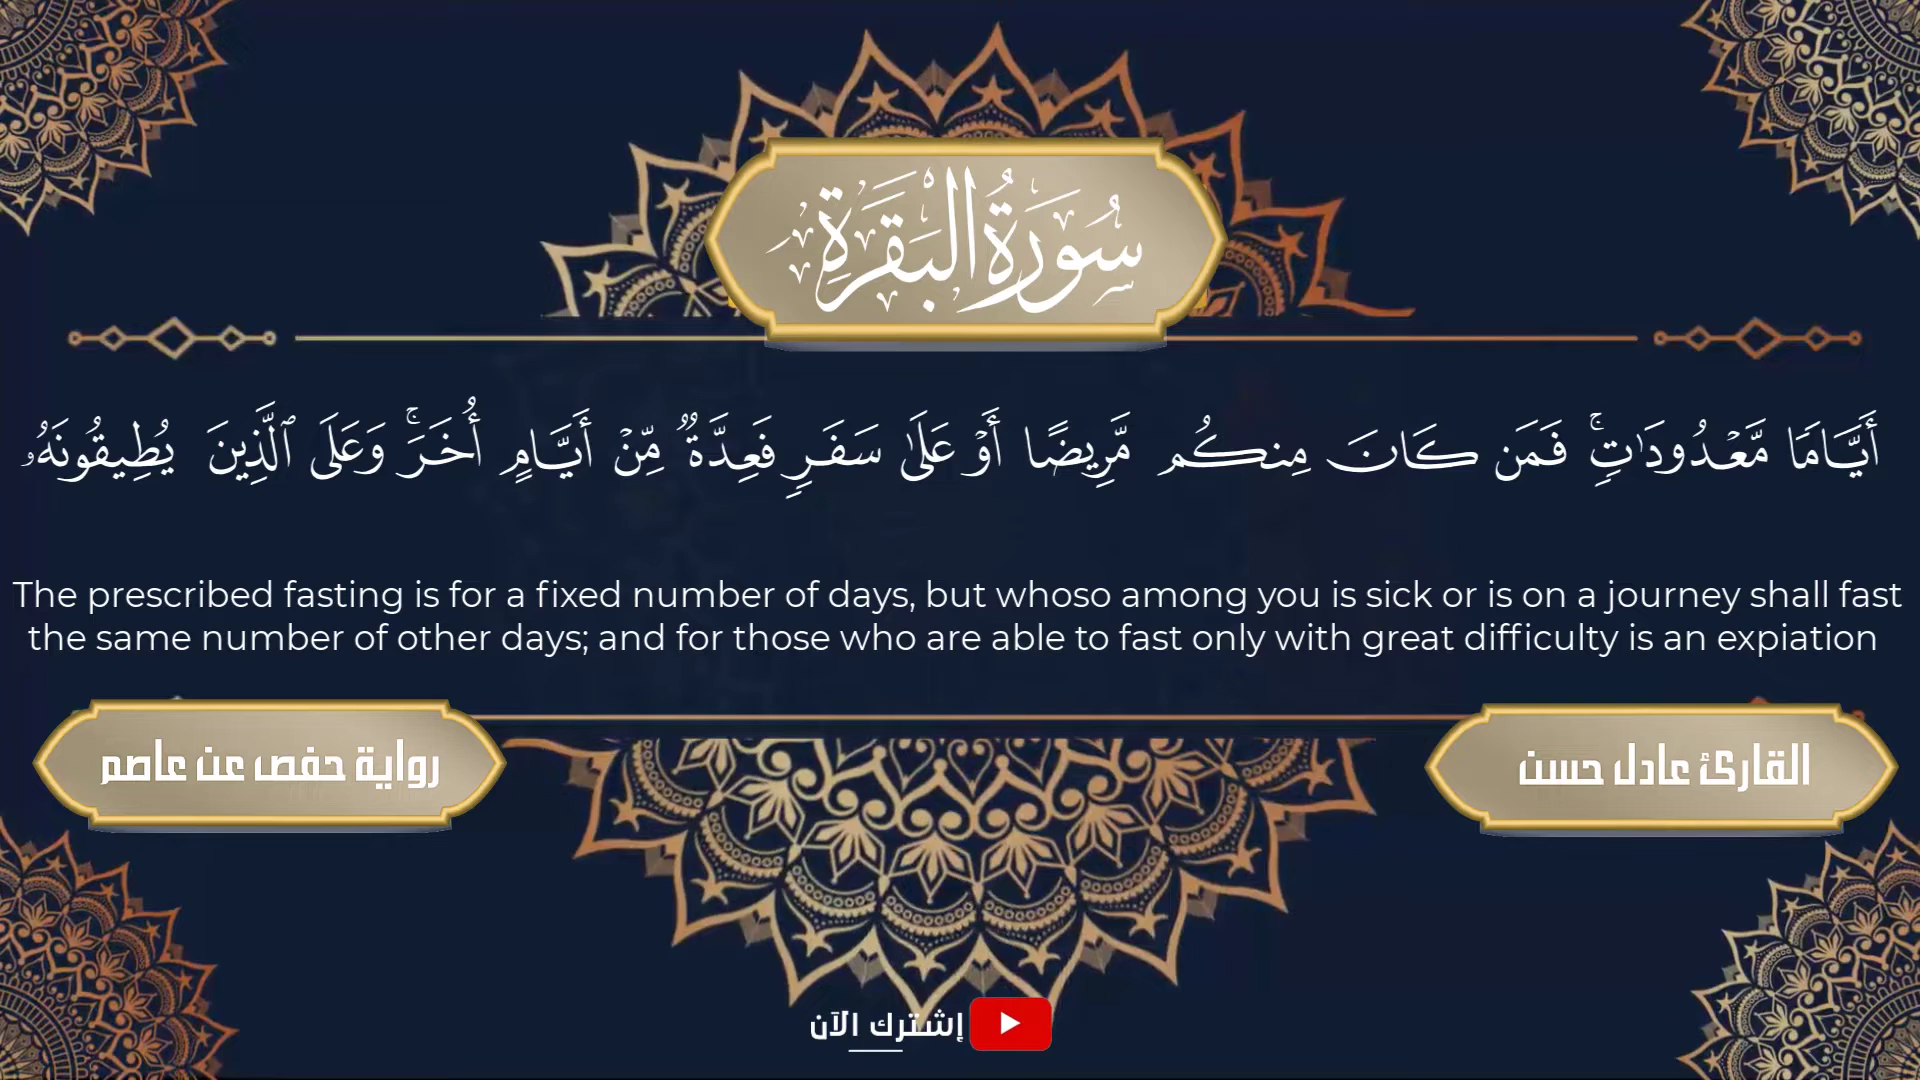 سُورَةُ البَقَرَةِ
أَيَّامًا مَّعۡدُودَٰتٖۚ فَمَن كَانَ مِنكُم مَّرِيضًا أَوۡ عَلَىٰ سَفَرٖ فَعِدَّةٞ مِّنۡ أَيَّامٍ أُخَرَۚ وَعَلَى ٱلَّذِينَ يُطِيقُونَهُۥ
The prescribed fasting is for a fixed number of days, but whoso among you is sick or is on a journey shall fast
the same number of other days; and for those who are able to fast only with great difficulty is an expiation
القارئ عادل حسن
رواية حفص عن عاصم
إشترك الآن